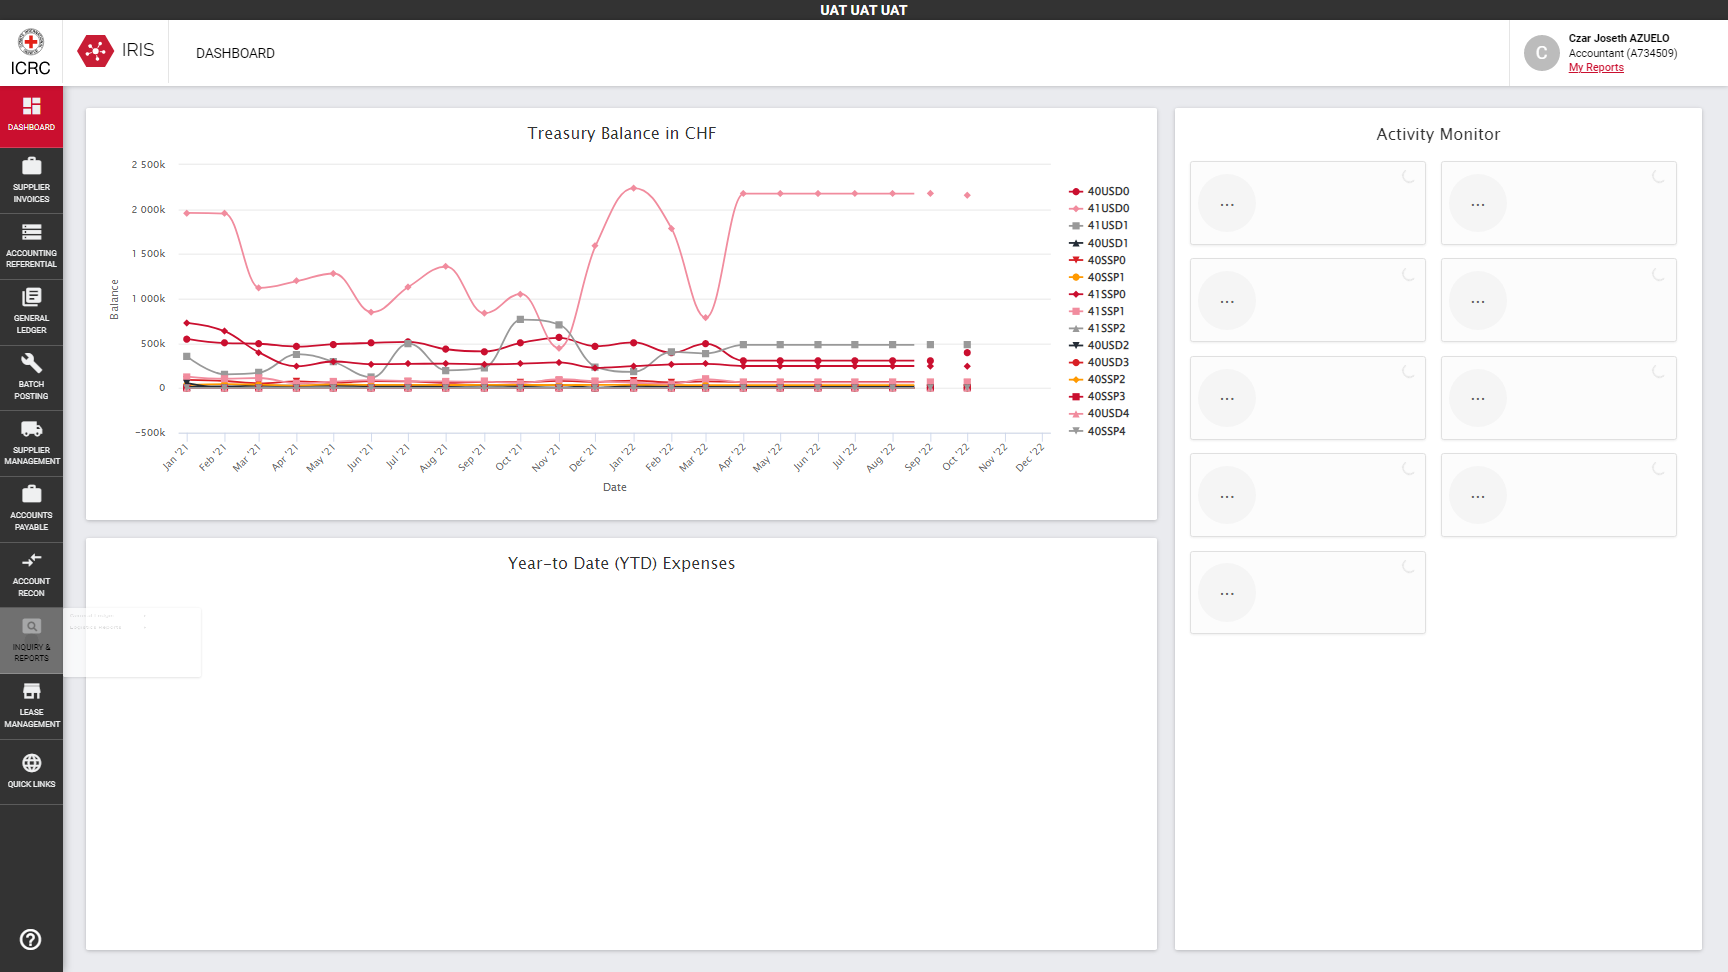 UAT UAT UAT
ICRC
IRIS
DASHBOARD
Czar Joseth AZUELO
Accountant (A734509)
My Reports
DASHBOARD
SUPPLIER
INVOICES
ACCOUNTING
REFERENTIAL
GENERAL
LEDGER
BATCH
POSTING
SUPPLIER
MANAGEMENT
ACCOUNTS
PAYABLE
ACCOUNT
RECON
INQUIRY &
REPORTS
LEASE
MANAGEMENT
QUICK LINKS
Treasury Balance in CHF
Balance
2 500k
2 000k
1 500k
1 000k
500k
0
-500k
Jan '21
Feb '21
Mar '21
Apr '21
May '21
Jun '21
Jul '21
Aug '21
Sep '21
Oct '21
Nov '21
Dec '21
Jan '22
Feb '22
Mar '22
Apr '22
May '22
Jun '22
Jul '22
Aug '22
Sep '22
Oct '22
Nov '22
Dec '22
Date
40USD0
41USD0
41USD1
40USD1
40SSP0
40SSP1
41SSP0
41SSP1
41SSP2
40USD2
40USD3
40SSP2
40SSP3
40USD4
40SSP4
Year-to Date (YTD) Expenses
Activity Monitor
... ...
... ...
... ...
... ...
...